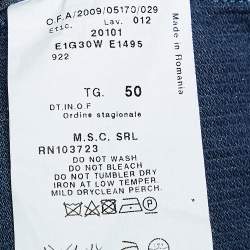 O.F.A/2009/05170/029
Etic. Lav. 012
20101
E1G30W E1495
922
TG. 50
DT.IN.O.F
Ordine stagionale
M.S.C. SRL
RN103723
DO NOT WASH
DO NOT BLEACH
DO NOT TUMBLE DRY
IRON AT LOW TEMPER.
MILD DRYCLEAN PERCH.
Made in Romania